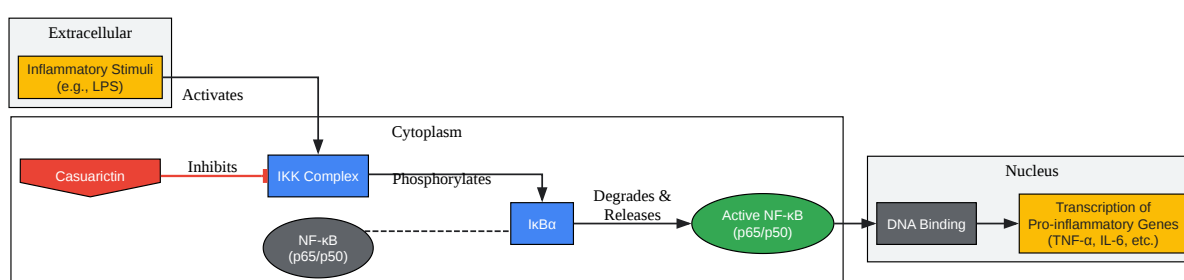 Extracellular
Inflammatory Stimuli
(e.g., LPS)
Activates
Cytoplasm
Casuarictin
Inhibits
IKK Complex
Phosphorylates
NF-κB
(p65/p50)
IκBα
Degrades &
Releases
Active NF-κB
(p65/p50)
Nucleus
DNA Binding
Transcription of
Pro-inflammatory Genes
(TNF-α, IL-6, etc.)